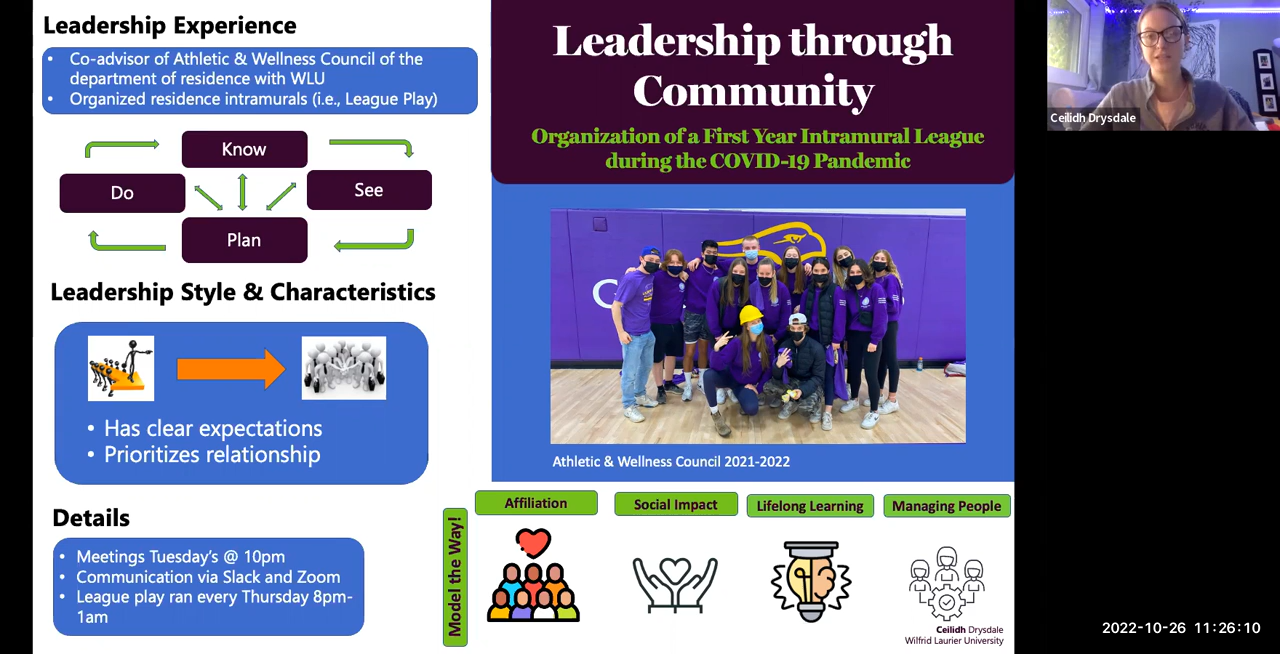 Leadership Experience
• Co-advisor of Athletic & Wellness Council of the
department of residence with WLU
• Organized residence intramurals (i.e., League Play)
Know
Do
See
Plan
Leadership Style & Characteristics
• Has clear expectations
• Prioritizes relationship
Details
• Meetings Tuesday's @ 10pm
• Communication via Slack and Zoom
• League play ran every Thursday 8pm-
1am
Leadership through
Community
Organization of a First Year Intramural League
during the COVID-19 Pandemic
Athletic & Wellness Council 2021-2022
Model the Way!
Affiliation
Social Impact
Lifelong Learning
Managing People
Ceilidh Drysdale
Wilfrid Laurier University
Ceilidh Drysdale
2022-10-26 11:26:10